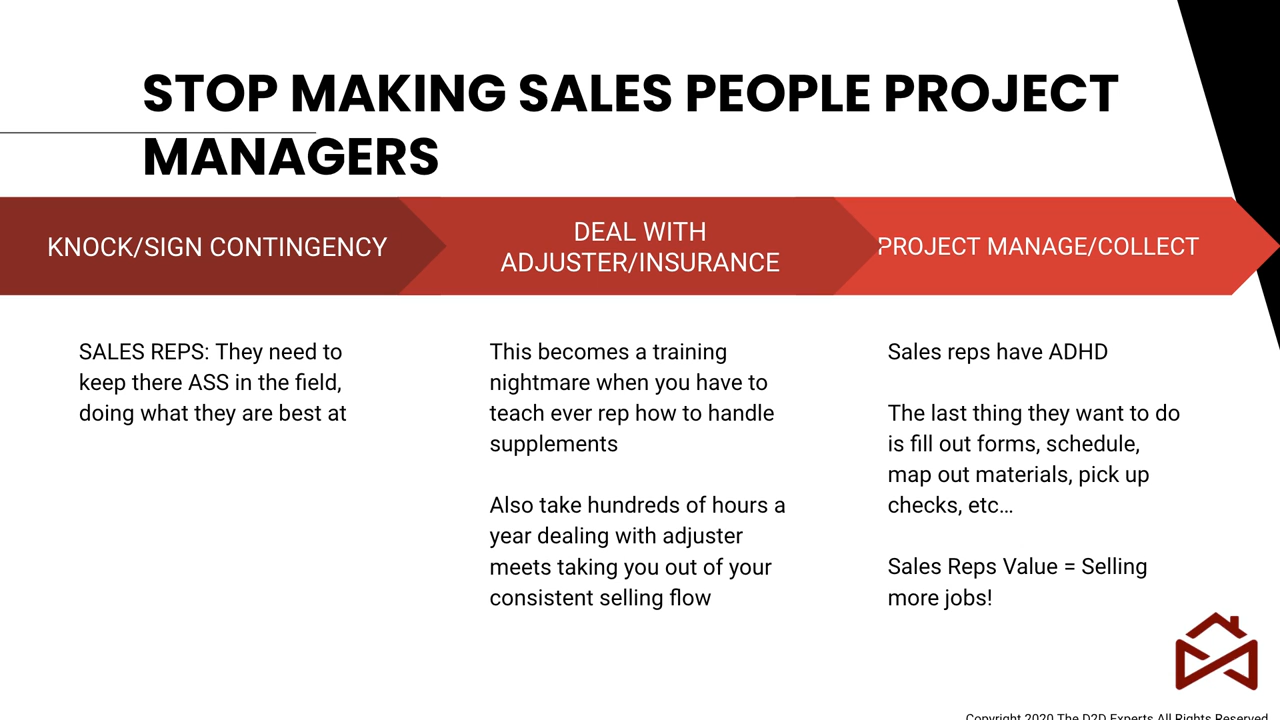 STOP MAKING SALES PEOPLE PROJECT
MANAGERS
KNOCK/SIGN CONTINGENCY
DEAL WITH
ADJUSTER/INSURANCE
PROJECT MANAGE/COLLECT
SALES REPS: They need to
keep there ASS in the field,
doing what they are best at
This becomes a training
nightmare when you have to
teach ever rep how to handle
supplements
Also take hundreds of hours a
year dealing with adjuster
meets taking you out of your
consistent selling flow
Sales reps have ADHD
The last thing they want to do
is fill out forms, schedule,
map out materials, pick up
checks, etc…
Sales Reps Value = Selling
more jobs!
Copyright 2020 The D2D Experts All Rights Reserved